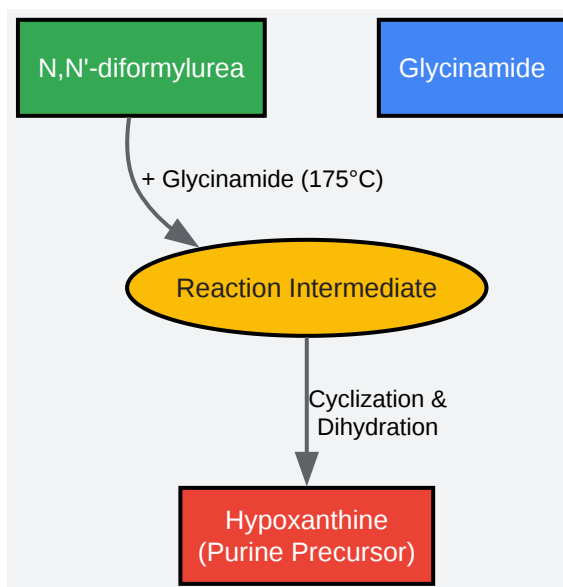 N,N'-diformylurea
Glycinamide
+ Glycinamide (175°C)
Reaction Intermediate
Cyclization &
Dihydration
Hypoxanthine
(Purine Precursor)